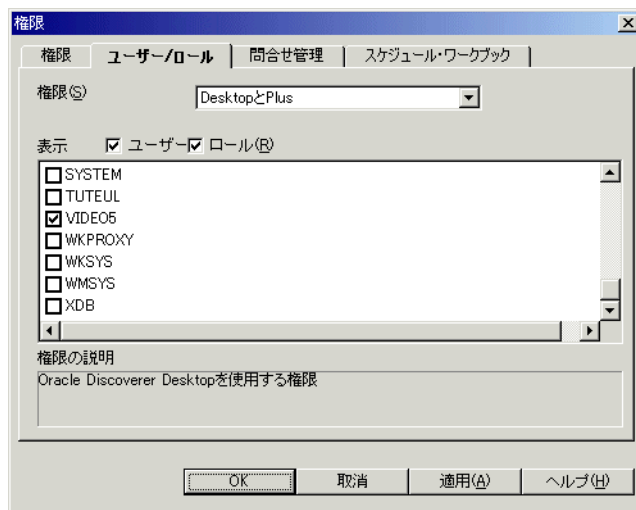 権限
権限 ユーザー/ロール 問合せ管理 スケジュール・ワークブック
権限(S) DesktopとPlus
表示 ユーザー ロール(R)
SYSTEM
TUTEUL
VIDEO5
WKPROXY
WKSYS
WMSYS
XDB
権限の説明
Oracle Discoverer Desktopを使用する権限
OK 取消 適用(A) ヘルプ(H)